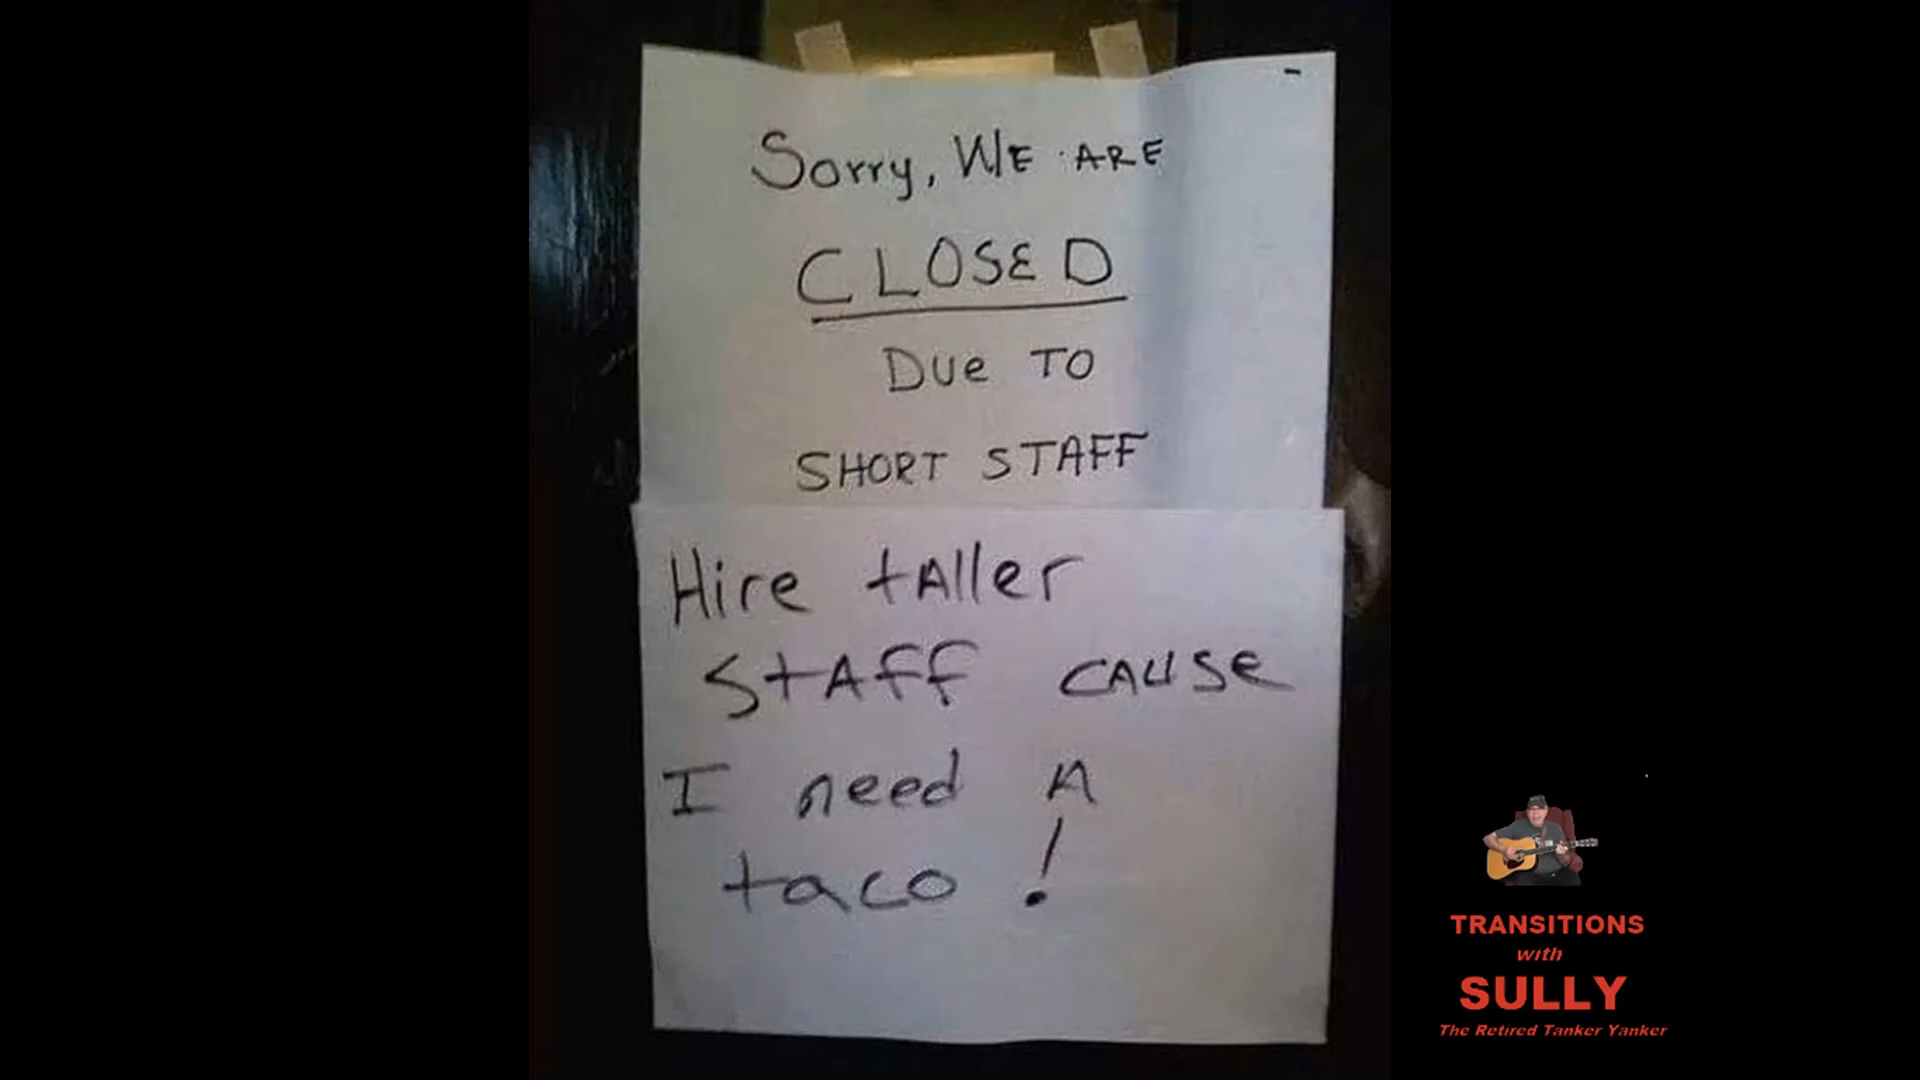 Sorry, WE ARE
CLOSED
Due TO
SHORT STAFF
Hire tAller
StAff cAuse
I need A
taco!
TRANSITIONS
with
SULLY
The Retired Tanker Yanker